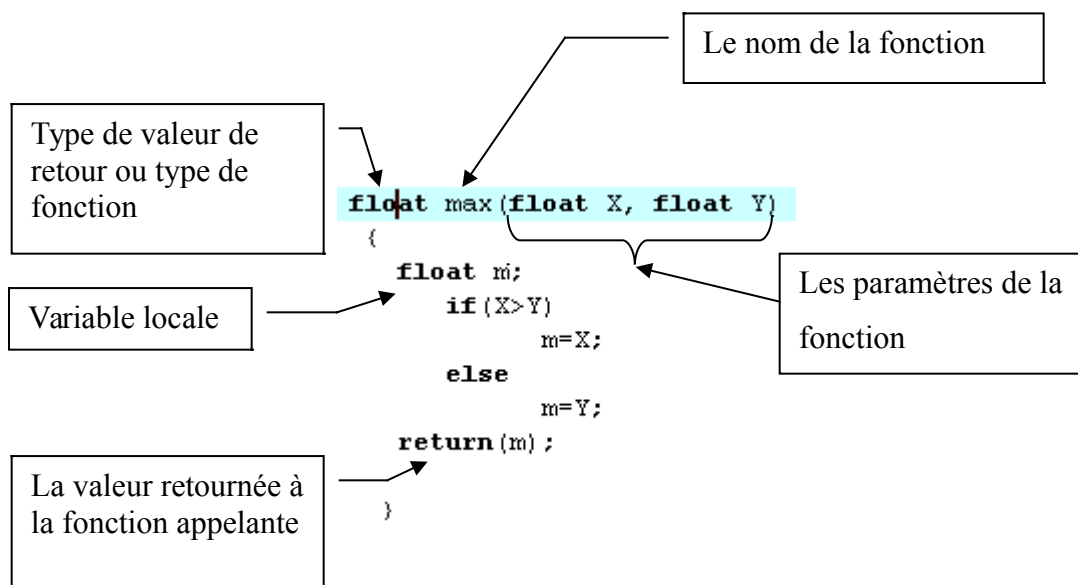 Le nom de la fonction
Type de valeur de
retour ou type de
fonction
float max(float X, float Y)
{
float m;
if(X>Y)
m=X;
else
m=Y;
return(m);
}
Variable locale
Les paramètres de la
fonction
La valeur retournée à
la fonction appelante